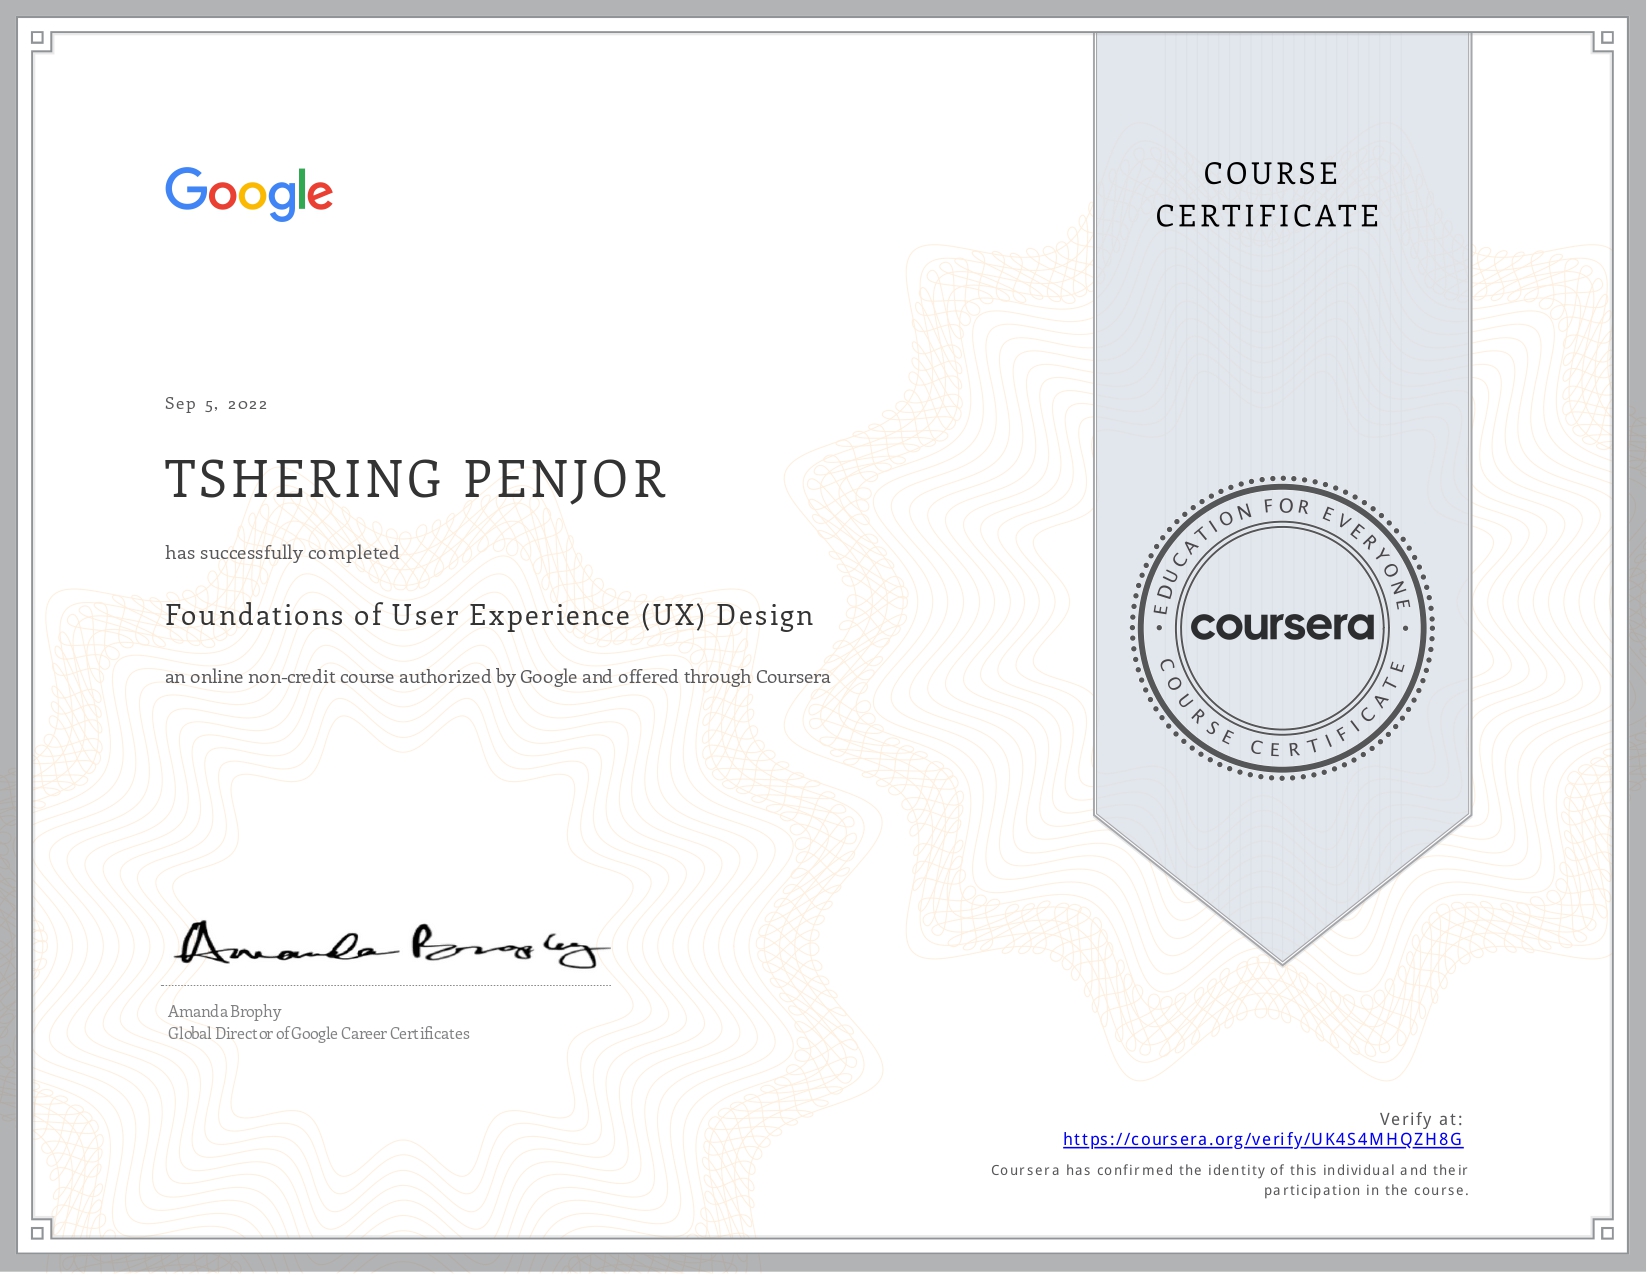 Google
COURSE
CERTIFICATE
Sep 5, 2022
TSHERING PENJOR
has successfully completed
Foundations of User Experience (UX) Design
an online non-credit course authorized by Google and offered through Coursera
EDUCATION FOR EVERYONE
coursera
COURSE CERTIFICATE
Amanda Brophy
Amanda Brophy
Global Director of Google Career Certificates
Verify at:
https://coursera.org/verify/UK4S4MHQZH8G
Coursera has confirmed the identity of this individual and their
participation in the course.